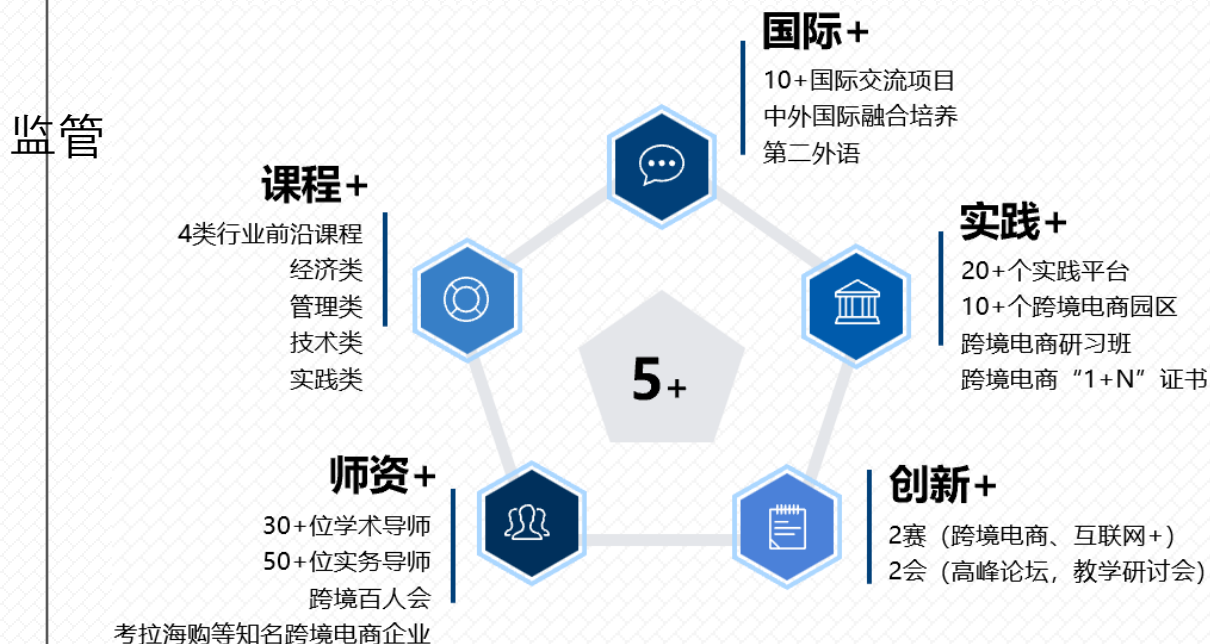 国际+
10+国际交流项目
中外国际融合培养
第二外语
监管
课程+
4类行业前沿课程
经济类
管理类
技术类
实践类
实践+
20+个实践平台
10+个跨境电商园区
跨境电商研习班
跨境电商“1+N”证书
5+
师资+
30+位学术导师
50+位实务导师
跨境百人会
考拉海购等知名跨境电商企业
创新+
2赛（跨境电商、互联网+）
2会（高峰论坛，教学研讨会）